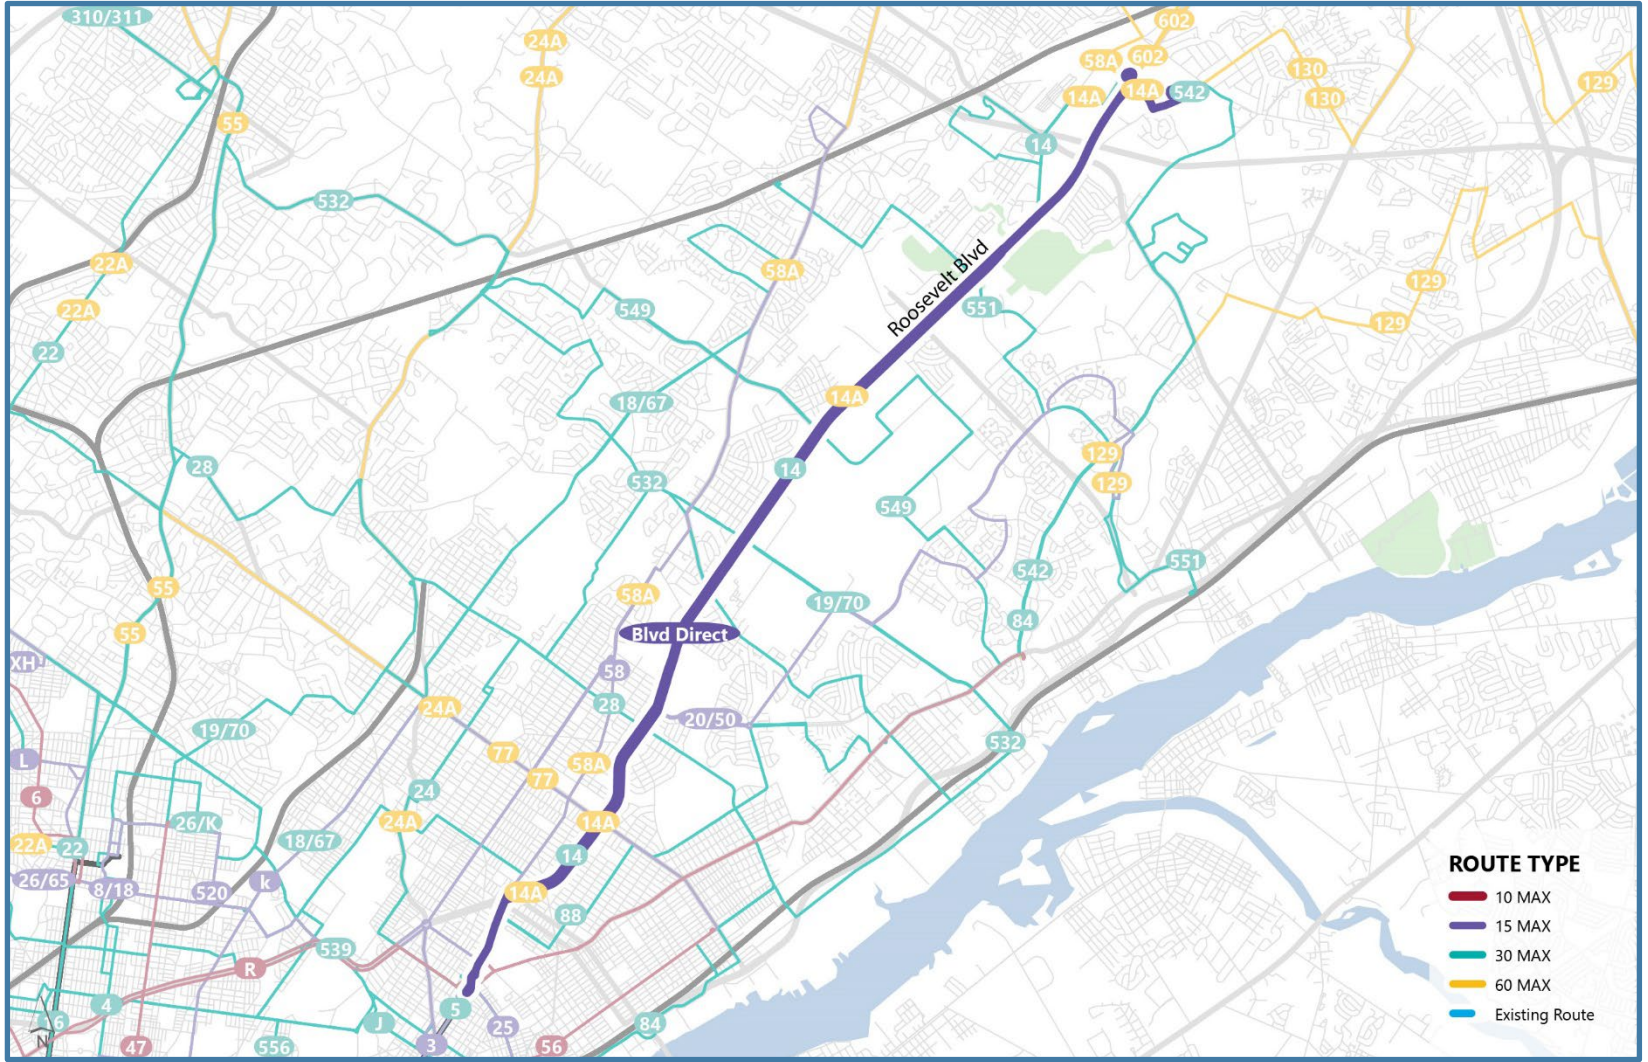 310/311
602
24A
58A
602
130
129
24A
14A
14A
542
130
55
14
532
22A
58A
Roosevelt Blvd
22A
549
551
129
129
22
18/67
14A
129
28
532
14
129
549
551
55
58A
542
19/70
84
55
Blvd Direct
XH
58
24A
28
20/50
19/70
532
77
L
58A
77
6
24
26/K
24A
14A
22A
22
18/67
14
26/65
8/18
520
k
14A
88
539
R
4
5
J
25
84
6
N
47
556
3
56
ROUTE TYPE
10 MAX
15 MAX
30 MAX
60 MAX
Existing Route